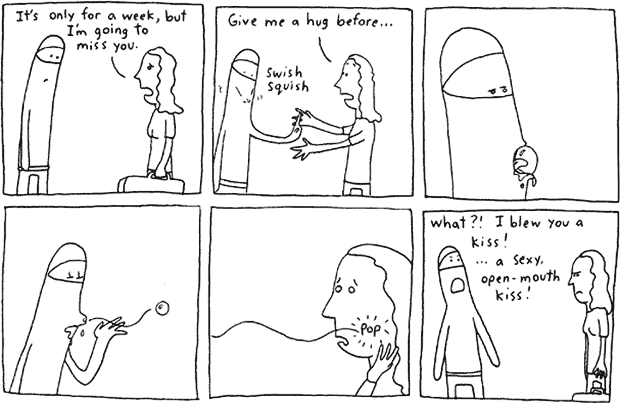 It's only for a week, but
I'm going to
miss you.
Give me a hug before...
Swish
Squish
Pop
What?! I blew you a
kiss!
... a sexy,
open-mouth
kiss!